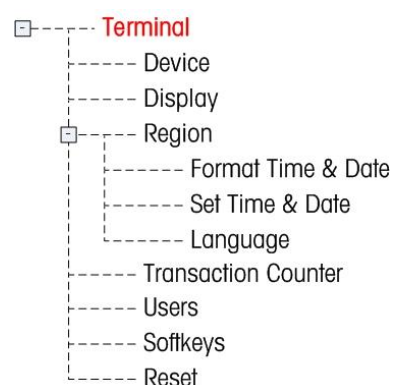 Terminal
Device
Display
Region
Format Time & Date
Set Time & Date
Language
Transaction Counter
Users
Softkeys
Reset